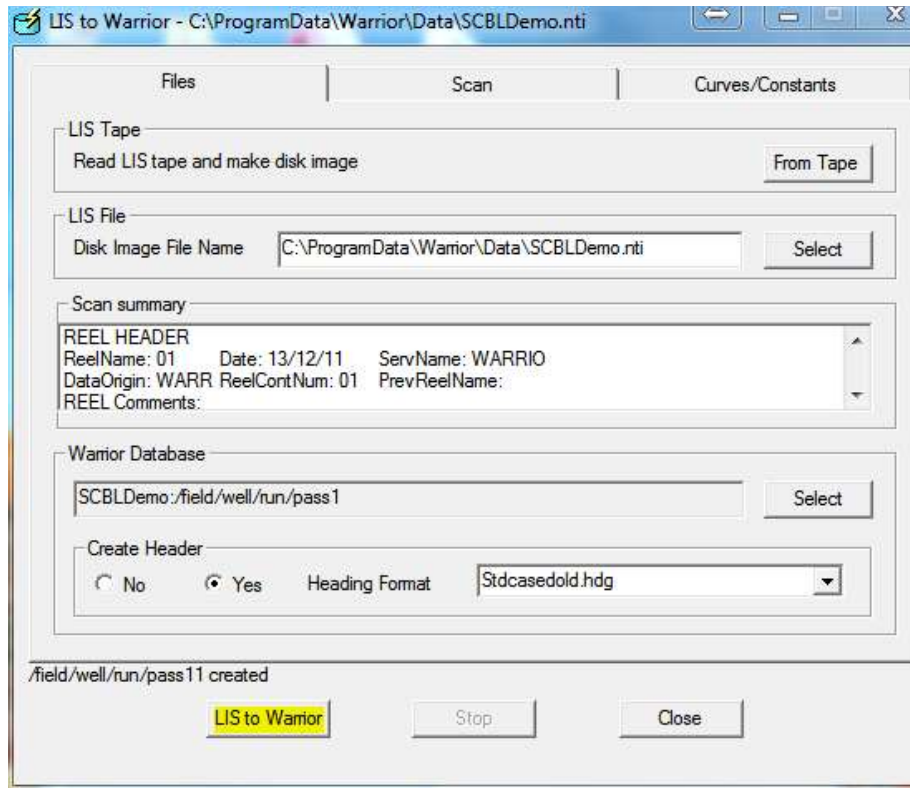 LIS to Warrior - C:\ProgramData\Warrior\Data\SCBLDemo.nti
Files Scan Curves/Constants
LIS Tape
Read LIS tape and make disk image From Tape
LIS File
Disk Image File Name C:\ProgramData\Warrior\Data\SCBLDemo.nti Select
Scan summary
REEL HEADER
ReelName: 01 Date: 13/12/11 ServName: WARRIO
DataOrigin: WARR ReelContNum: 01 PrevReelName:
REEL Comments:
Warrior Database
SCBLDemo:/field/well/run/pass1 Select
Create Header
No Yes Heading Format Stdcasedold.hdg
/field/well/run/pass11 created
LIS to Warrior Stop Close